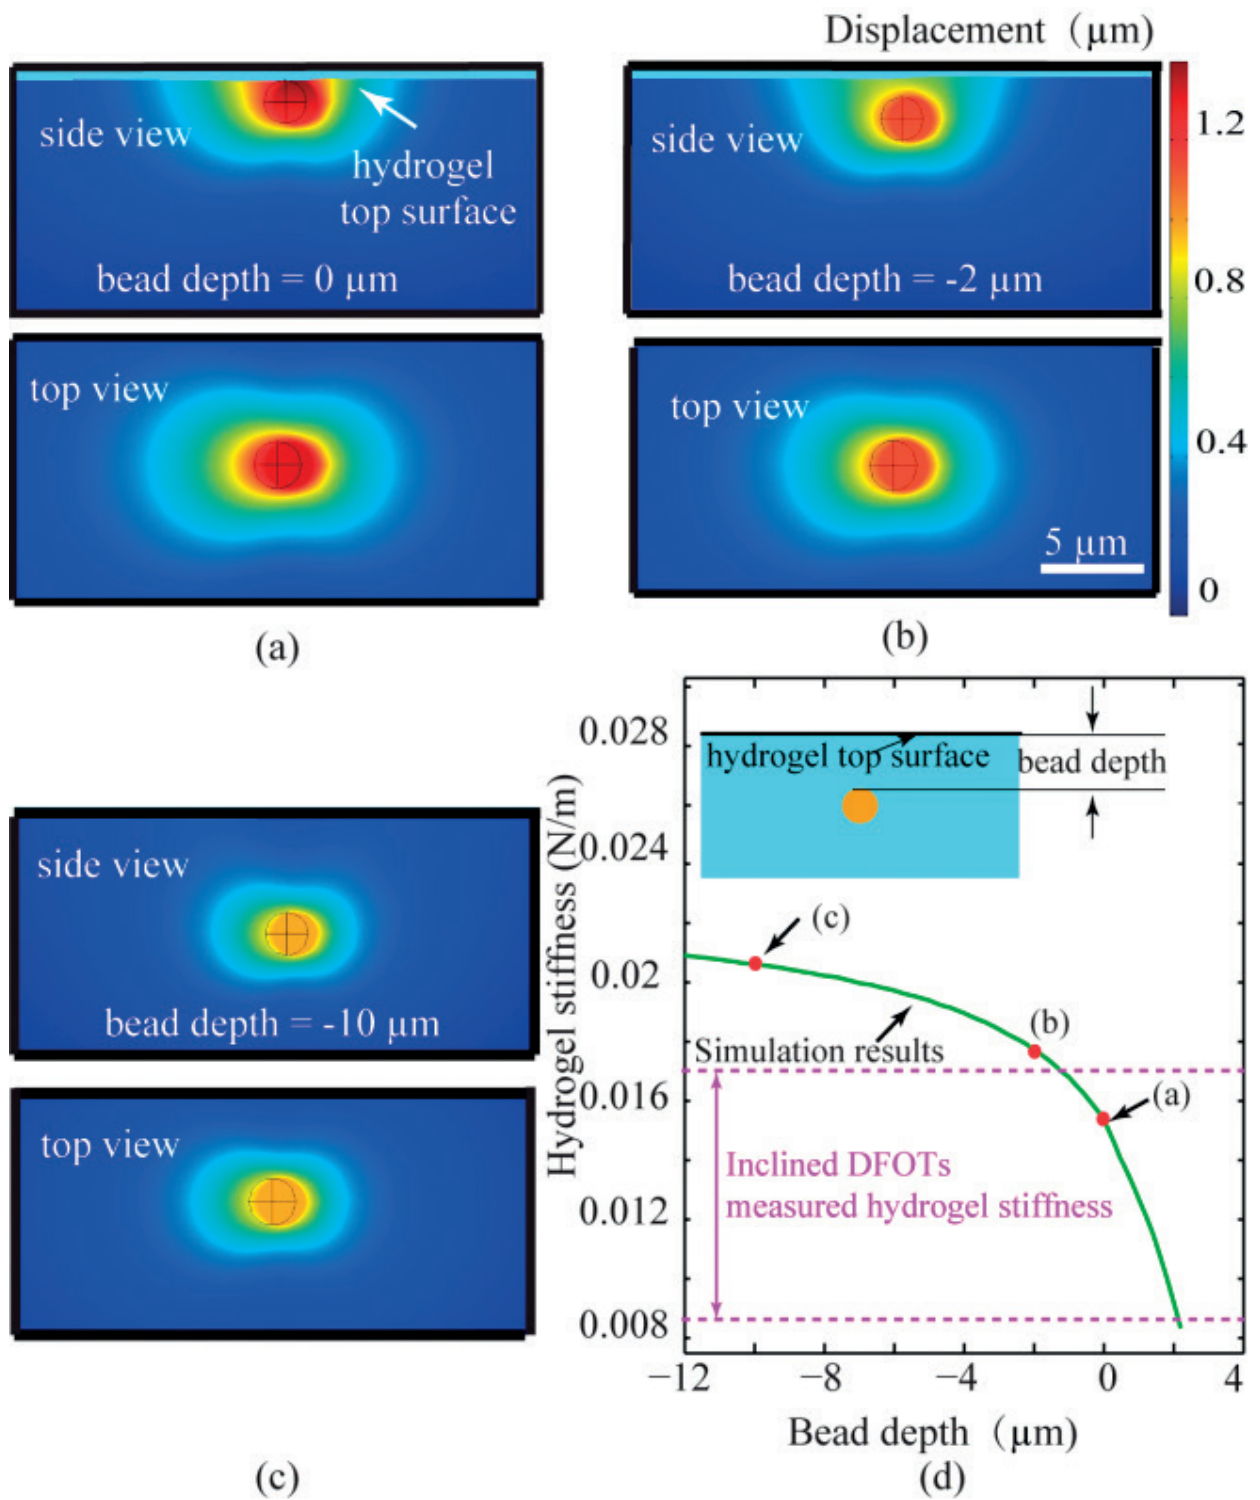 Displacement (μm)
side view
hydrogel
top surface
bead depth = 0 μm
top view
(a)
side view
bead depth = -2 μm
top view
5 μm
(b)
1.2
0.8
0.4
0
side view
bead depth = -10 μm
top view
(c)
Hydrogel stiffness (N/m)
0.028
0.024
0.02
0.016
0.012
0.008
hydrogel top surface
bead depth
(c)
(b)
Simulation results
(a)
Inclined DFOTs
measured hydrogel stiffness
−12
−8
−4
0
4
Bead depth (μm)
(d)